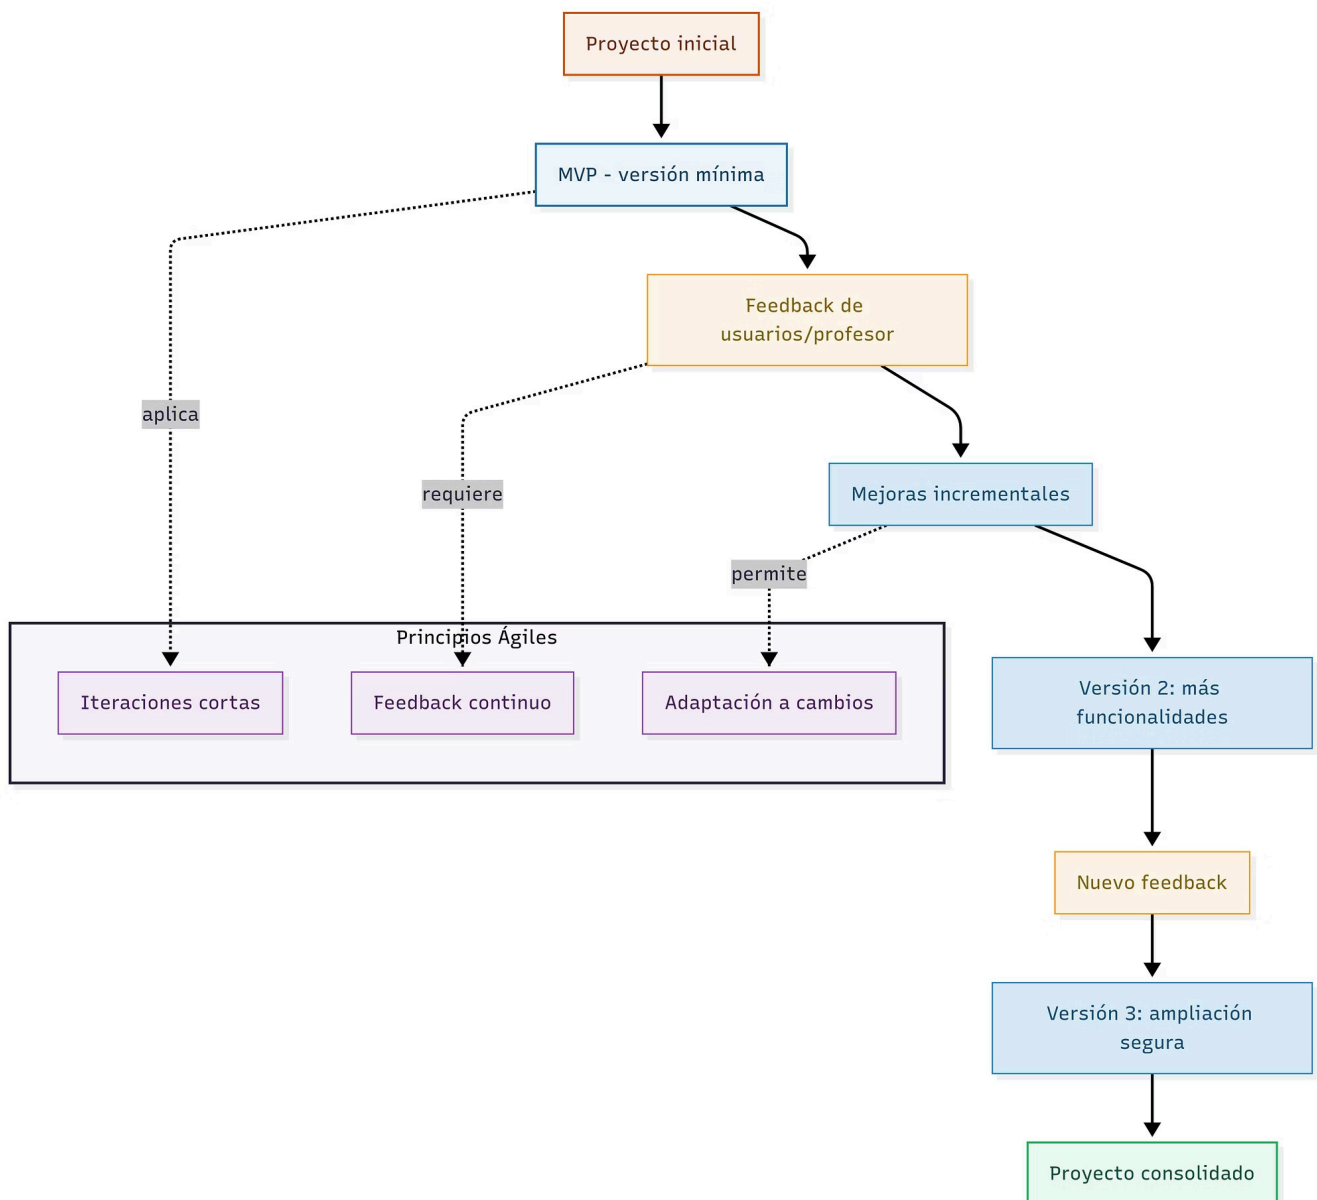 Proyecto inicial
MVP - versión mínima
Feedback de
usuarios/profesor
aplica
requiere
Mejoras incrementales
permite
Principios Ágiles
Iteraciones cortas
Feedback continuo
Adaptación a cambios
Versión 2: más
funcionalidades
Nuevo feedback
Versión 3: ampliación
segura
Proyecto consolidado